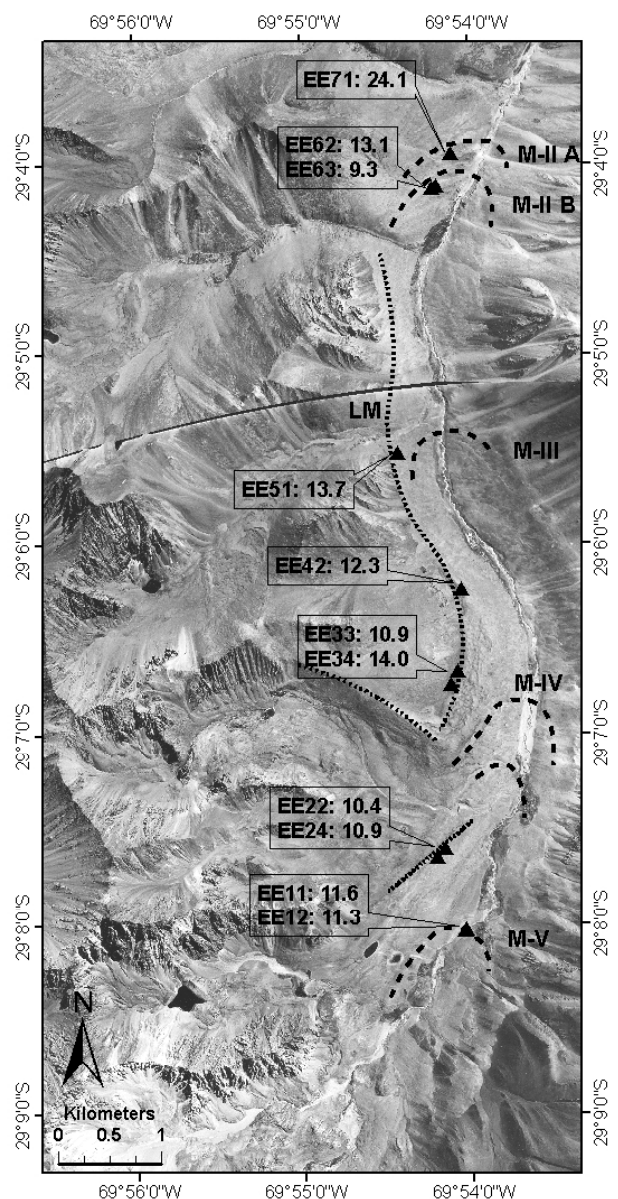 69°56'0"W 69°55'0"W 69°54'0"W
EE71: 24.1
M-II A
29°4'0"S 29°4'0"S
EE62: 13.1
EE63: 9.3
M-II B
29°5'0"S 29°5'0"S
LM
M-III
EE51: 13.7
29°6'0"S 29°6'0"S
EE42: 12.3
EE33: 10.9
EE34: 14.0
M-IV
29°7'0"S 29°7'0"S
EE22: 10.4
EE24: 10.9
EE11: 11.6
EE12: 11.3
29°8'0"S 29°8'0"S
M-V
N
Kilometers
0 0.5 1
29°9'0"S 29°9'0"S
69°56'0"W 69°55'0"W 69°54'0"W